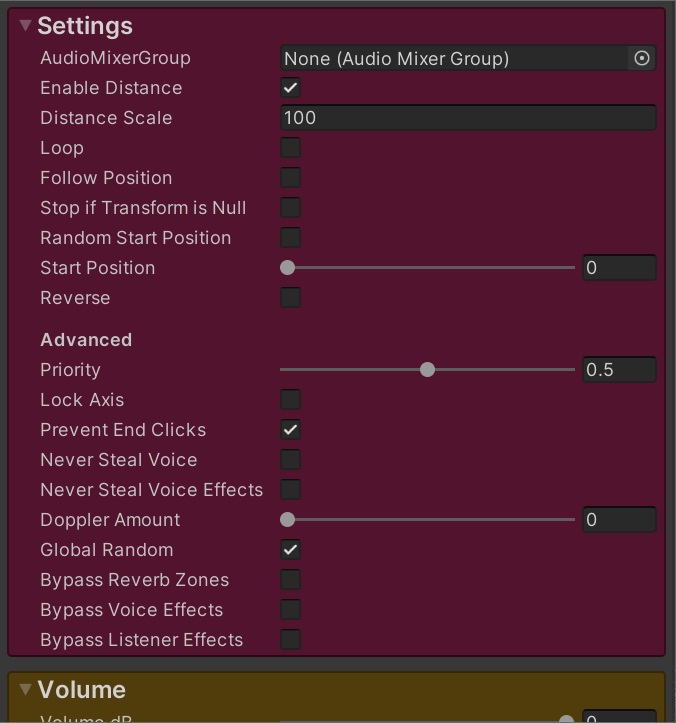 Settings
AudioMixerGroup None (Audio Mixer Group)
Enable Distance
Distance Scale 100
Loop
Follow Position
Stop if Transform is Null
Random Start Position
Start Position 0
Reverse
Advanced
Priority 0.5
Lock Axis
Prevent End Clicks
Never Steal Voice
Never Steal Voice Effects
Doppler Amount 0
Global Random
Bypass Reverb Zones
Bypass Voice Effects
Bypass Listener Effects
Volume
Volume dB 0